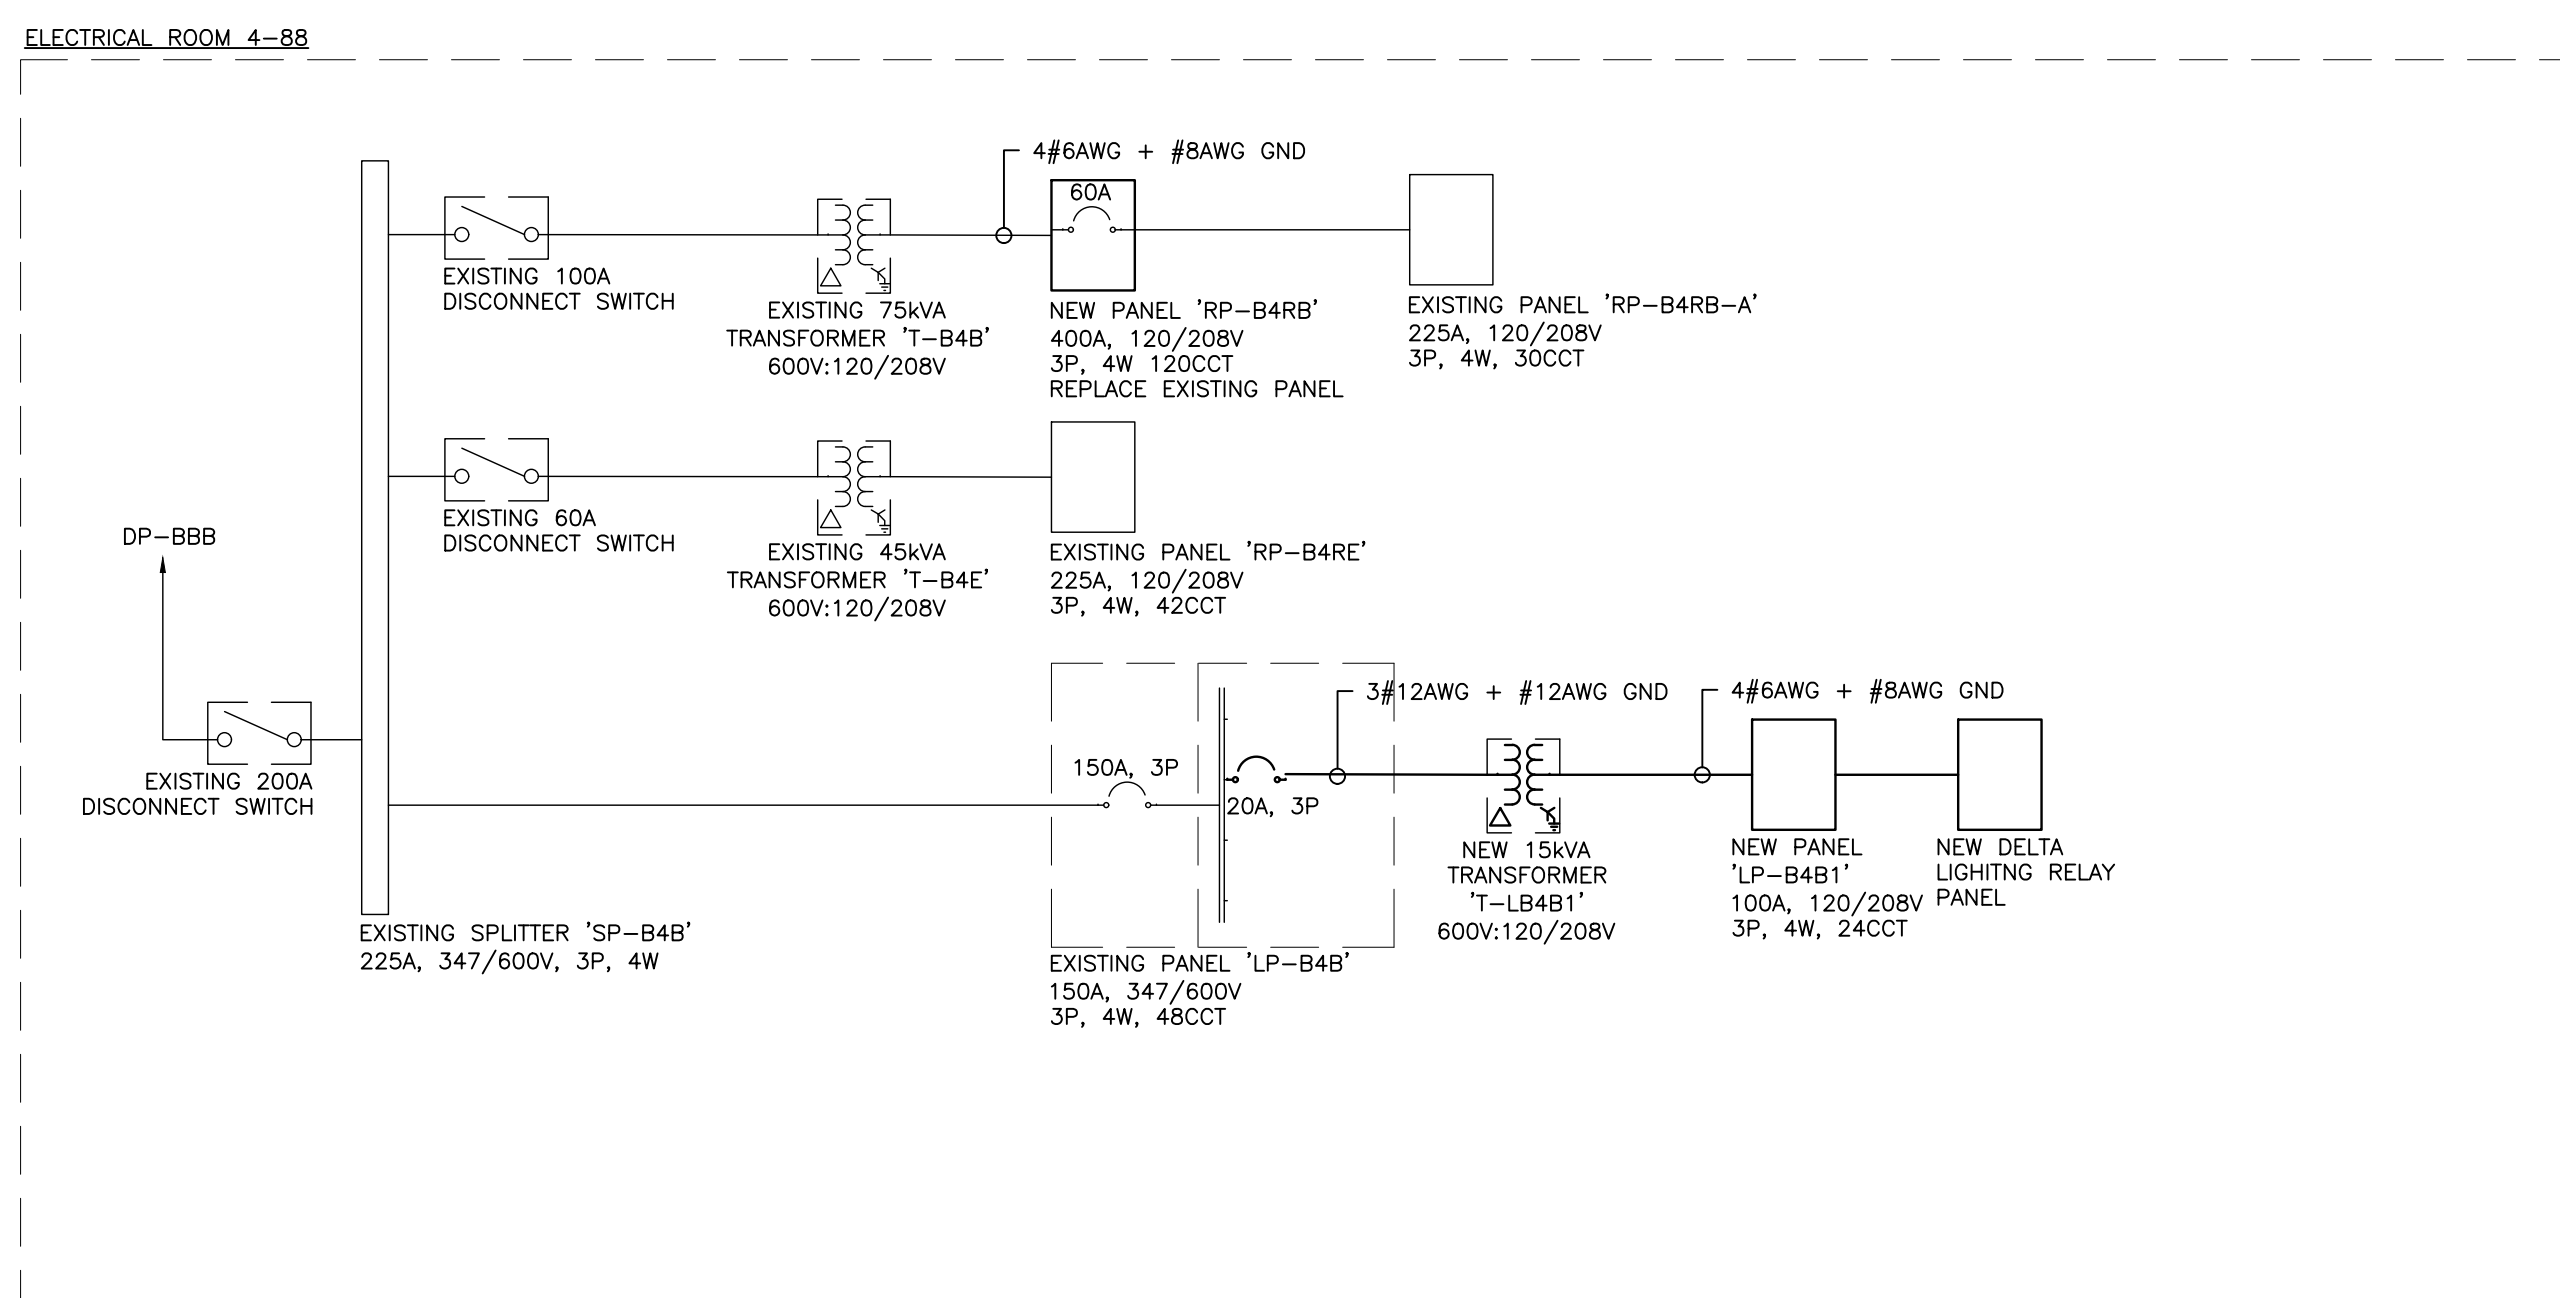 ELECTRICAL ROOM 4-88
4#6AWG + #8AWG GND
60A
EXISTING 100A
DISCONNECT SWITCH
EXISTING 75kVA
TRANSFORMER 'T-B4B'
600V:120/208V
NEW PANEL 'RP-B4RB'
400A, 120/208V
3P, 4W 120CCT
REPLACE EXISTING PANEL
EXISTING PANEL 'RP-B4RB-A'
225A, 120/208V
3P, 4W, 30CCT
EXISTING 60A
DISCONNECT SWITCH
EXISTING 45kVA
TRANSFORMER 'T-B4E'
600V:120/208V
EXISTING PANEL 'RP-B4RE'
225A, 120/208V
3P, 4W, 42CCT
DP-BBB
EXISTING 200A
DISCONNECT SWITCH
EXISTING SPLITTER 'SP-B4B'
225A, 347/600V, 3P, 4W
150A, 3P
20A, 3P
3#12AWG + #12AWG GND
4#6AWG + #8AWG GND
EXISTING PANEL 'LP-B4B'
150A, 347/600V
3P, 4W, 48CCT
NEW 15kVA
TRANSFORMER
'T-LB4B1'
600V:120/208V
NEW PANEL
'LP-B4B1'
100A, 120/208V
3P, 4W, 24CCT
NEW DELTA
LIGHITNG RELAY
PANEL